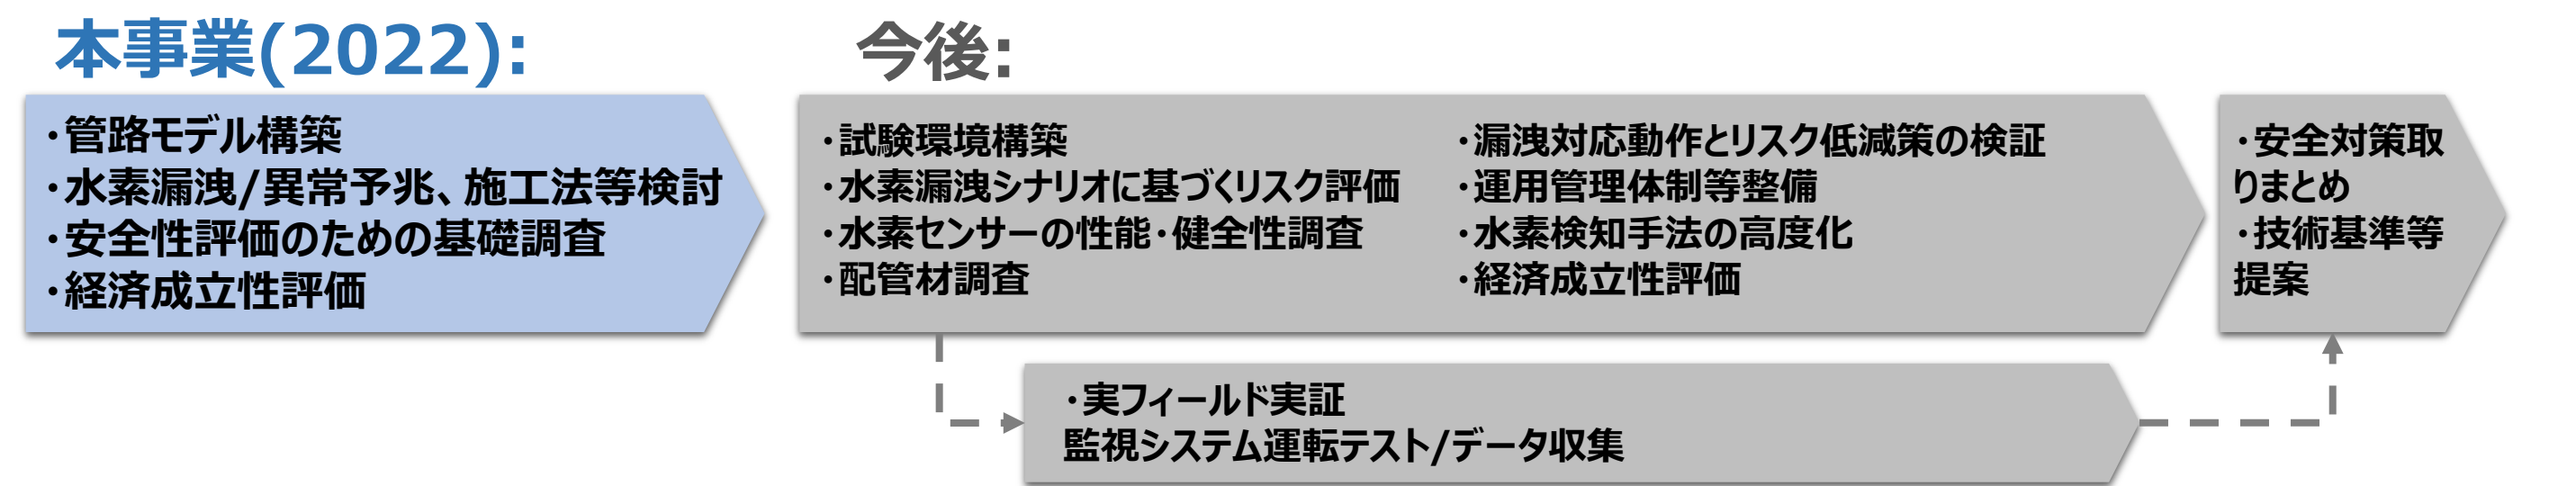 本事業(2022):
・管路モデル構築
・水素漏洩/異常予兆、施工法等検討
・安全性評価のための基礎調査
・経済成立性評価
今後:
・試験環境構築
・水素漏洩シナリオに基づくリスク評価
・水素センサーの性能・健全性調査
・配管材調査
・漏洩対応動作とリスク低減策の検証
・運用管理体制等整備
・水素検知手法の高度化
・経済成立性評価
・安全対策取
りまとめ
・技術基準等
提案
・実フィールド実証
監視システム運転テスト/データ収集